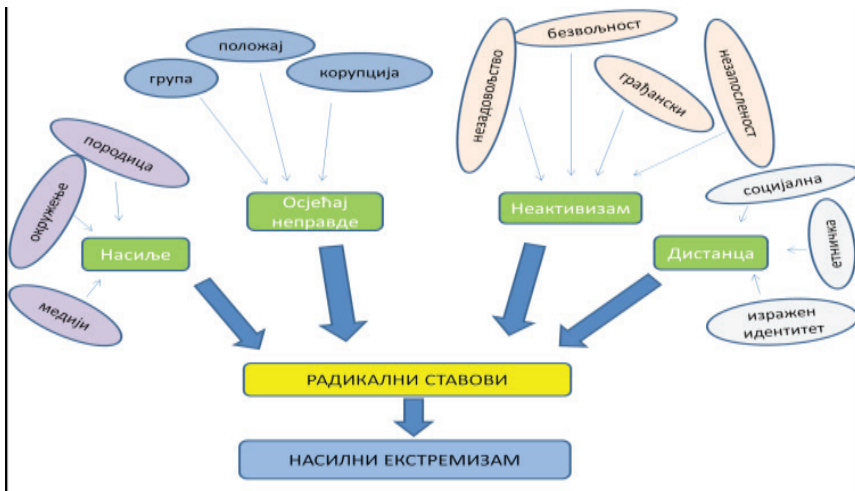 група
положај
корупција
незадовољство
безвољност
грађански
незапосленост
породица
окружење
медији
Насиље
Осјећај
неправде
Неактивизам
Дистанца
социјална
етничка
изражен
идентитет
РАДИКАЛНИ СТАВОВИ
НАСИЛНИ ЕКСТРЕМИЗАМ